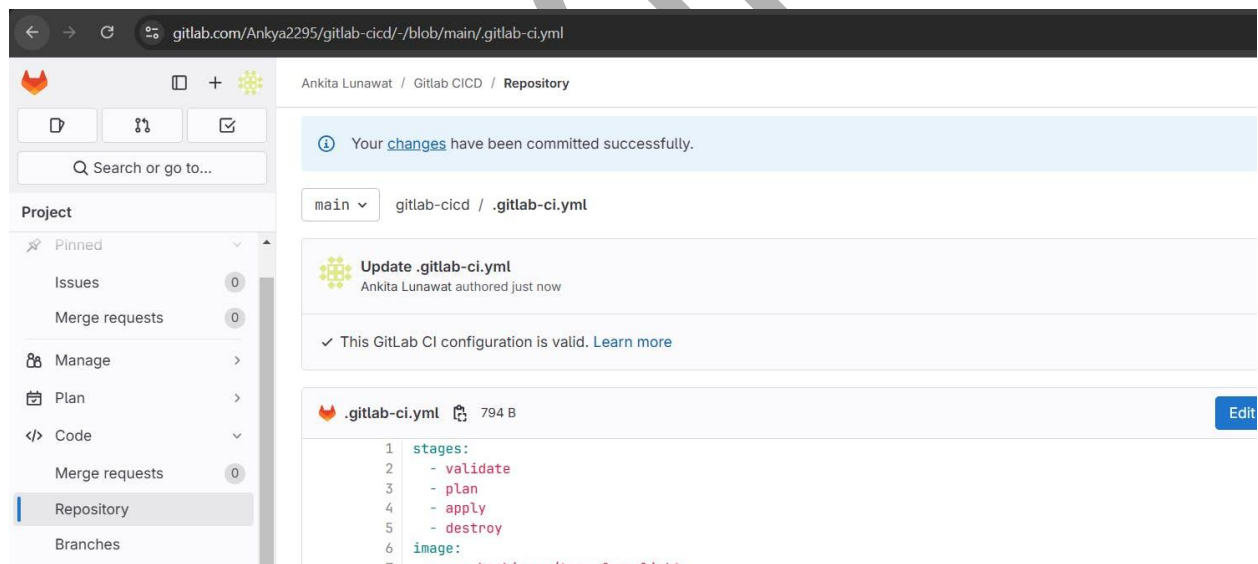 gitlab.com/Ankya2295/gitlab-cicd/-/blob/main/.gitlab-ci.yml
Ankita Lunawat / Gitlab CICD / Repository
Search or go to...
Your changes have been committed successfully.
Project
main gitlab-cicd / .gitlab-ci.yml
Pinned
Issues 0
Merge requests 0
Manage
Plan
Code
Merge requests 0
Repository
Branches
Update .gitlab-ci.yml
Ankita Lunawat authored just now
This GitLab CI configuration is valid. Learn more
.gitlab-ci.yml 794 B Edit
1 stages:
2 - validate
3 - plan
4 - apply
5 - destroy
6 image: